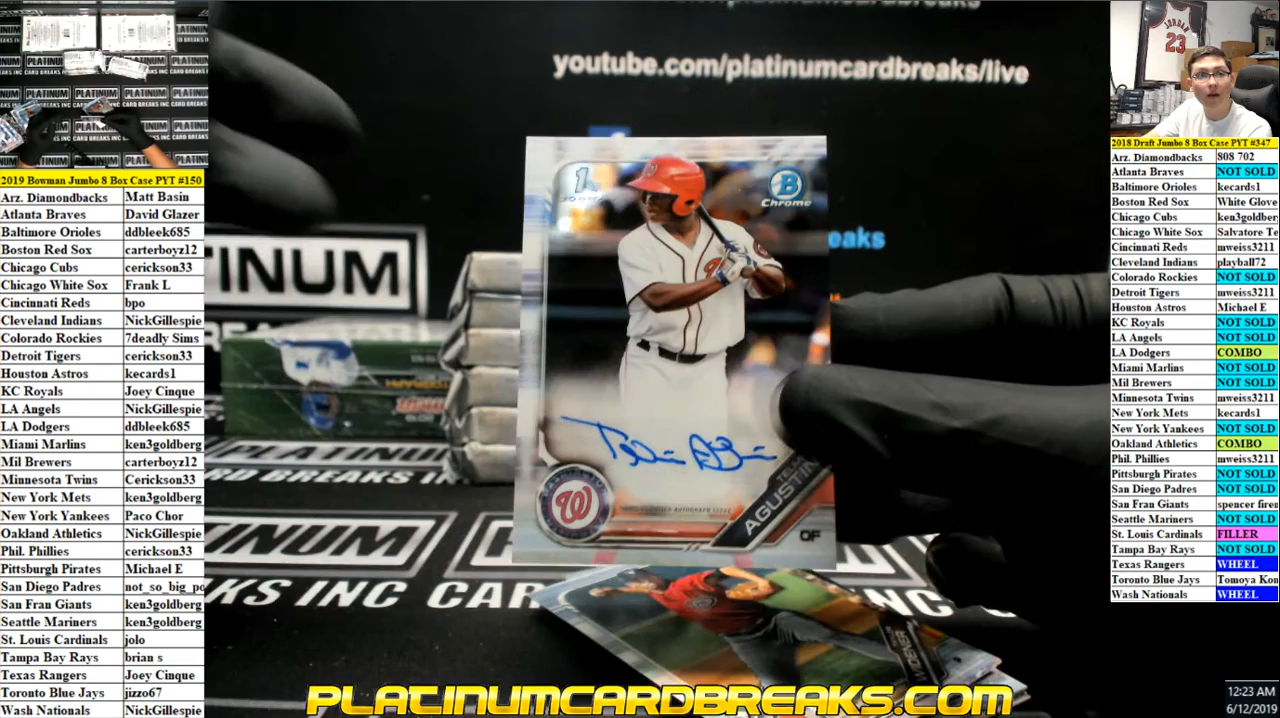 youtube.com/platinumcardbreaks/live
JORDAN
23
2019 Bowman Jumbo 8 Box Case PYT #150
Arz. Diamondbacks Matt Basin
Atlanta Braves David Glazer
Baltimore Orioles ddbleek685
Boston Red Sox carterboyz12
Chicago Cubs cerickson33
Chicago White Sox Frank L
Cincinnati Reds bpo
Cleveland Indians NickGillespie
Colorado Rockies 7deadly Sims
Detroit Tigers cerickson33
Houston Astros kecards1
KC Royals Joey Cinque
LA Angels NickGillespie
LA Dodgers ddbleek685
Miami Marlins ken3goldberg
Mil Brewers carterboyz12
Minnesota Twins Cerickson33
New York Mets ken3goldberg
New York Yankees Paco Chor
Oakland Athletics NickGillespie
Phil. Phillies cerickson33
Pittsburgh Pirates Michael E
San Diego Padres not_so_big_po
San Fran Giants ken3goldberg
Seattle Mariners ken3goldberg
St. Louis Cardinals jolo
Tampa Bay Rays brian s
Texas Rangers Joey Cinque
Toronto Blue Jays jizzo67
Wash Nationals NickGillespie
PLATINUM
1
B
Chrome
AGUSTIN
OF
W
2018 Draft Jumbo 8 Box Case PYT #347
Arz. Diamondbacks 808 702
Atlanta Braves NOT SOLD
Baltimore Orioles kecards1
Boston Red Sox White Glove
Chicago Cubs ken3goldber
Chicago White Sox Salvatore Te
Cincinnati Reds mweiss3211
Cleveland Indians playball72
Colorado Rockies NOT SOLD
Detroit Tigers mweiss3211
Houston Astros Michael E
KC Royals NOT SOLD
LA Angels NOT SOLD
LA Dodgers COMBO
Miami Marlins NOT SOLD
Mil Brewers NOT SOLD
Minnesota Twins mweiss3211
New York Mets kecards1
New York Yankees NOT SOLD
Oakland Athletics COMBO
Phil. Phillies mweiss3211
Pittsburgh Pirates NOT SOLD
San Diego Padres NOT SOLD
San Fran Giants spencer firen
Seattle Mariners NOT SOLD
St. Louis Cardinals FILLER
Tampa Bay Rays NOT SOLD
Texas Rangers WHEEL
Toronto Blue Jays Tomoya Kon
Wash Nationals WHEEL
PLATINUMCARDBREAKS.COM
12:23 AM
6/12/2019